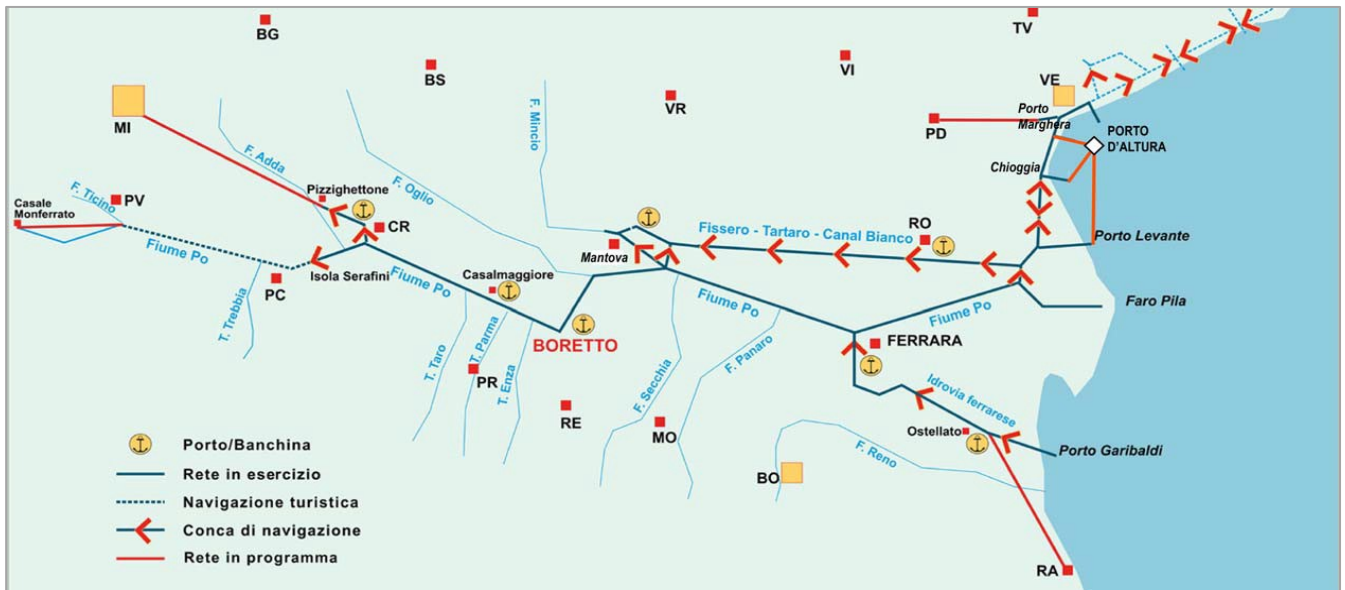 BG
TV
BS
VI
VE
MI
VR
F. Mincio
PD
Porto
Marghera
PORTO
D'ALTURA
F. Adda
Chioggia
F. Oglio
Pizzighettone
F. Ticino
PV
Casale
Monferrato
CR
RO
Fissero - Tartaro - Canal Bianco
Porto Levante
Fiume Po
Mantova
Isola Serafini
Casalmaggiore
PC
Fiume Po
Fiume Po
Fiume Po
Faro Pila
T. Trebbia
T. Parma
BORETTO
FERRARA
T. Taro
T. Enza
F. Secchia
F. Panaro
PR
Idrovia ferrarese
RE
MO
Ostellato
Porto Garibaldi
F. Reno
BO
Porto/Banchina
Rete in esercizio
Navigazione turistica
Conca di navigazione
Rete in programma
RA